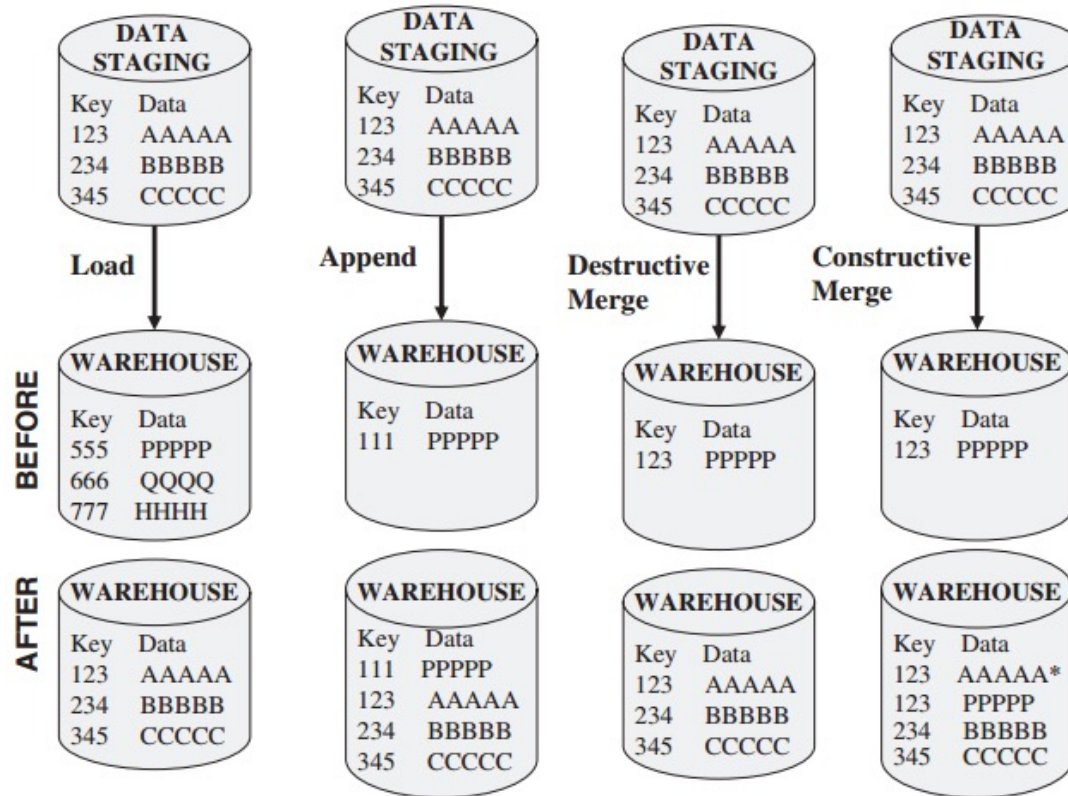 DATA
STAGING
Key Data
123 AAAAA
234 BBBBB
345 CCCCC
DATA
STAGING
Key Data
123 AAAAA
234 BBBBB
345 CCCCC
DATA
STAGING
Key Data
123 AAAAA
234 BBBBB
345 CCCCC
DATA
STAGING
Key Data
123 AAAAA
234 BBBBB
345 CCCCC
Load
Append
Destructive
Merge
Constructive
Merge
BEFORE
WAREHOUSE
Key Data
555 PPPPP
666 QQQQ
777 HHHH
WAREHOUSE
Key Data
111 PPPPP
WAREHOUSE
Key Data
123 PPPPP
WAREHOUSE
Key Data
123 PPPPP
AFTER
WAREHOUSE
Key Data
123 AAAAA
234 BBBBB
345 CCCCC
WAREHOUSE
Key Data
111 PPPPP
123 AAAAA
234 BBBBB
345 CCCCC
WAREHOUSE
Key Data
123 AAAAA
234 BBBBB
345 CCCCC
WAREHOUSE
Key Data
123 AAAAA*
123 PPPPP
234 BBBBB
345 CCCCC